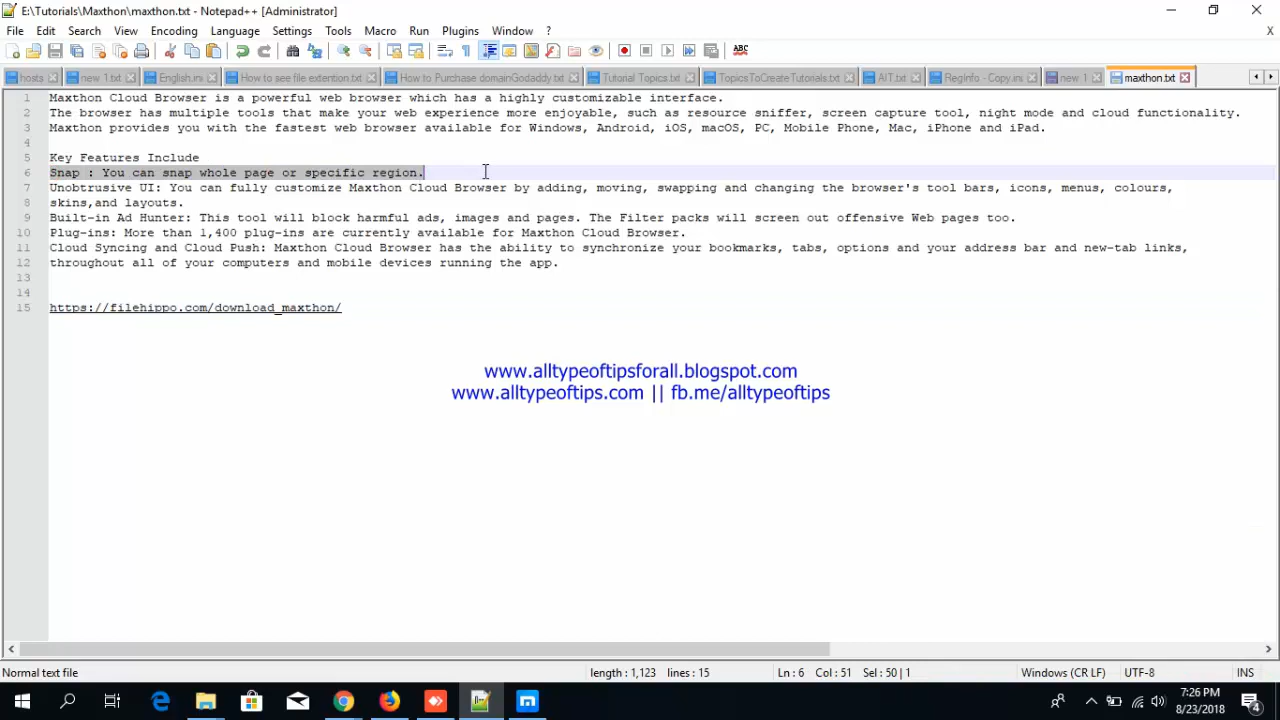 E:\Tutorials\Maxthon\maxthon.txt - Notepad++ [Administrator]
File Edit Search View Encoding Language Settings Tools Macro Run Plugins Window ? X
hosts new 1.txt English.ini How to see file extention.txt How to Purchase domainGodaddy.txt Tutorial Topics.txt TopicsToCreateTutorials.txt AIT.txt RegInfo - Copy.ini new 1 maxthon.txt
1 Maxthon Cloud Browser is a powerful web browser which has a highly customizable interface.
2 The browser has multiple tools that make your web experience more enjoyable, such as resource sniffer, screen capture tool, night mode and cloud functionality.
3 Maxthon provides you with the fastest web browser available for Windows, Android, iOS, macOS, PC, Mobile Phone, Mac, iPhone and iPad.
4
5 Key Features Include
6 Snap : You can snap whole page or specific region.
7 Unobtrusive UI: You can fully customize Maxthon Cloud Browser by adding, moving, swapping and changing the browser's tool bars, icons, menus, colours,
8 skins,and layouts.
9 Built-in Ad Hunter: This tool will block harmful ads, images and pages. The Filter packs will screen out offensive Web pages too.
10 Plug-ins: More than 1,400 plug-ins are currently available for Maxthon Cloud Browser.
11 Cloud Syncing and Cloud Push: Maxthon Cloud Browser has the ability to synchronize your bookmarks, tabs, options and your address bar and new-tab links,
12 throughout all of your computers and mobile devices running the app.
13
14
15 https://filehippo.com/download_maxthon/
www.alltypeoftipsforall.blogspot.com
www.alltypeoftips.com || fb.me/alltypeoftips
Normal text file length : 1,123 lines : 15 Ln : 6 Col : 51 Sel : 50 | 1 Windows (CR LF) UTF-8 INS
7:26 PM
8/23/2018
4